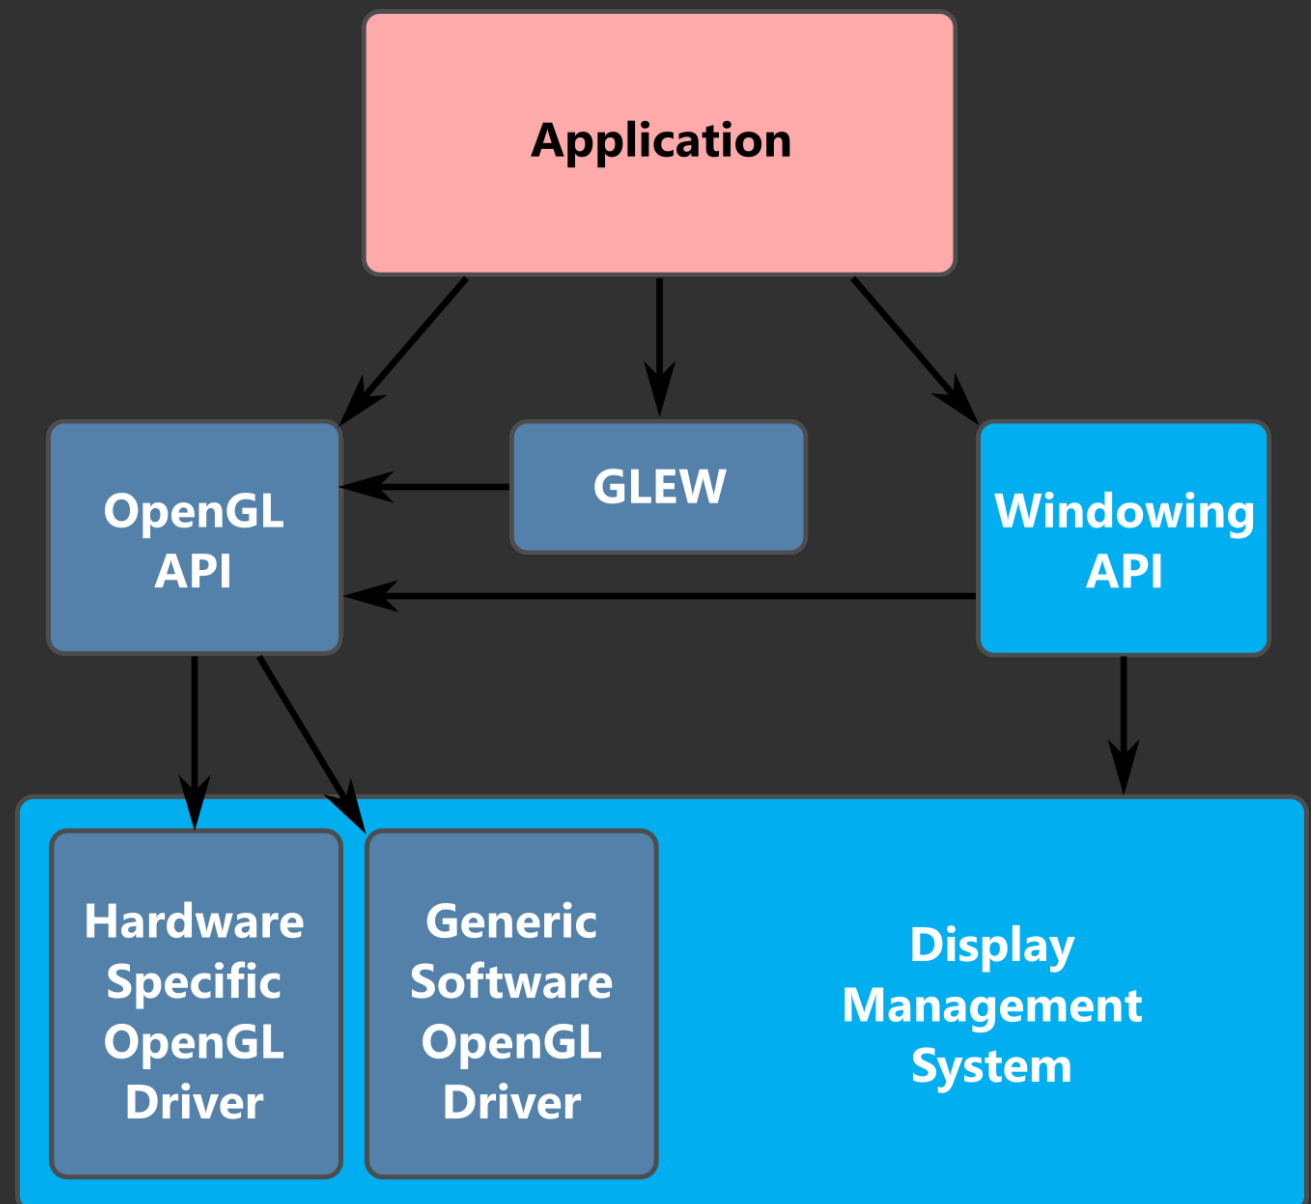 Application
OpenGL
API
GLEW
Windowing
API
Hardware
Specific
OpenGL
Driver
Generic
Software
OpenGL
Driver
Display
Management
System